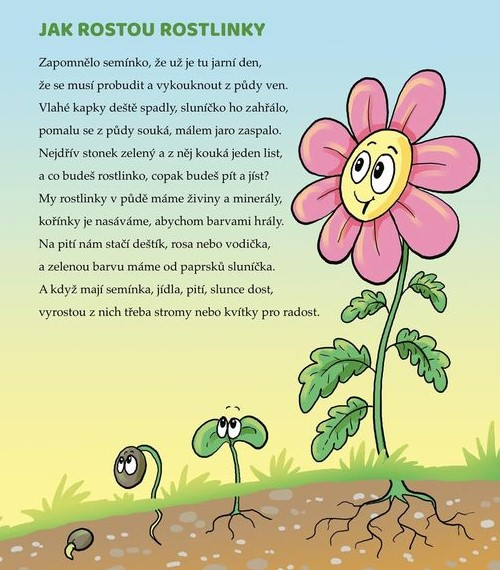 JAK ROSTOU ROSTLINKY
Zapomnělo semínko, že už je tu jarní den,
že se musí probudit a vykouknout z půdy ven.
Vlahé kapky deště spadly, sluníčko ho zahřálo,
pomalu se z půdy souká, málem jaro zaspalo.
Nejdřív stonek zelený a z něj kouká jeden list,
a co budeš rostlinko, copak budeš pít a jíst?
My rostlinky v půdě máme živiny a minerály,
kořínky je nasáváme, abychom barvami hrály.
Na pití nám stačí deštík, rosa nebo vodička,
a zelenou barvu máme od paprsků sluníčka.
A když mají semínka, jídla, pití, slunce dost,
vyrostou z nich třeba stromy nebo kvítky pro radost.